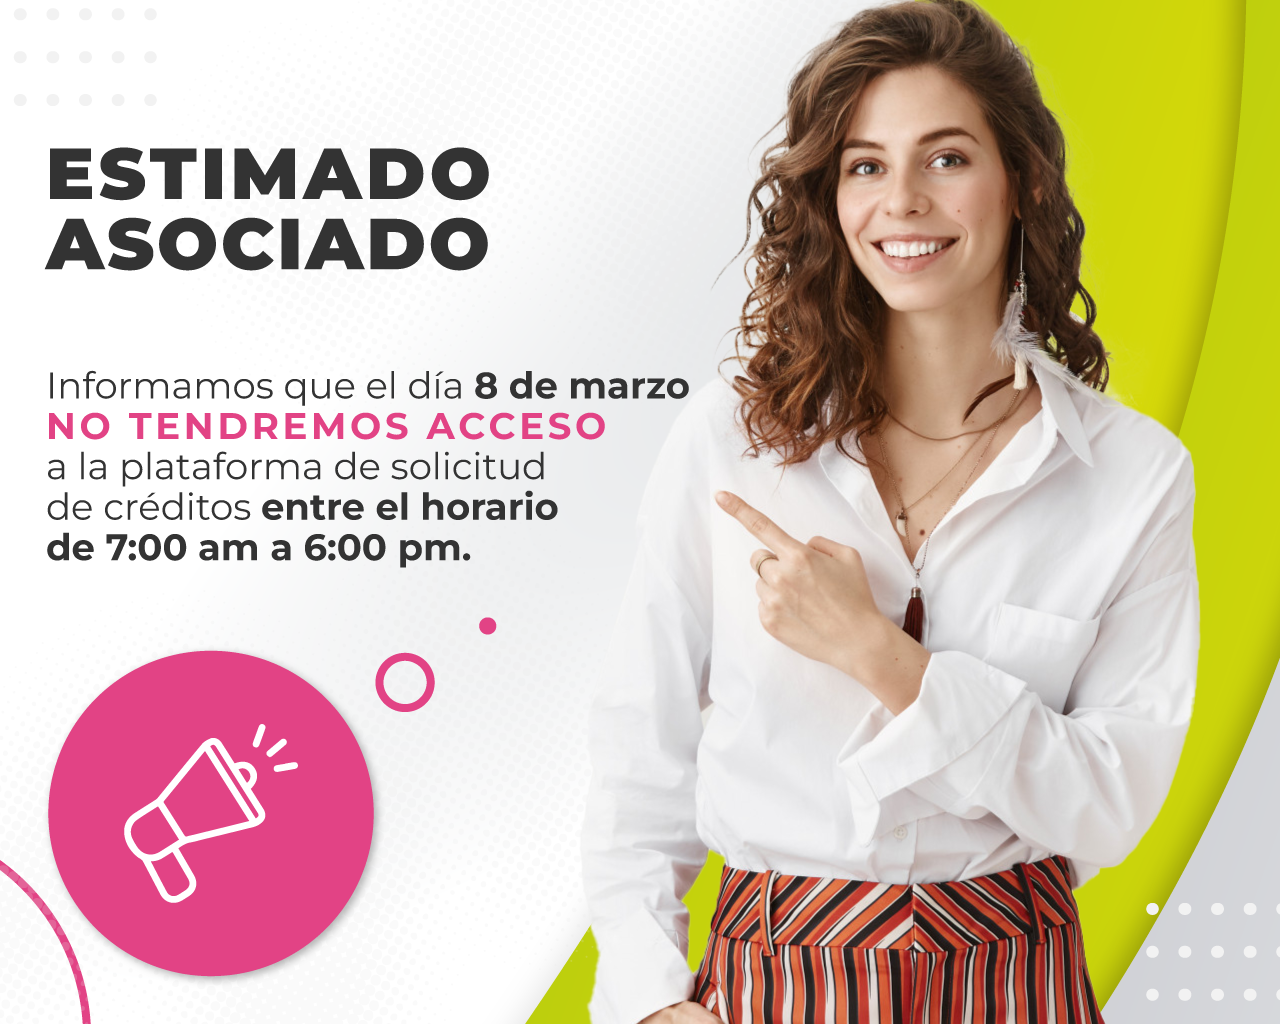 ESTIMADO
ASOCIADO
Informamos que el día 8 de marzo
NO TENDREMOS ACCESO
a la plataforma de solicitud
de créditos entre el horario
de 7:00 am a 6:00 pm.